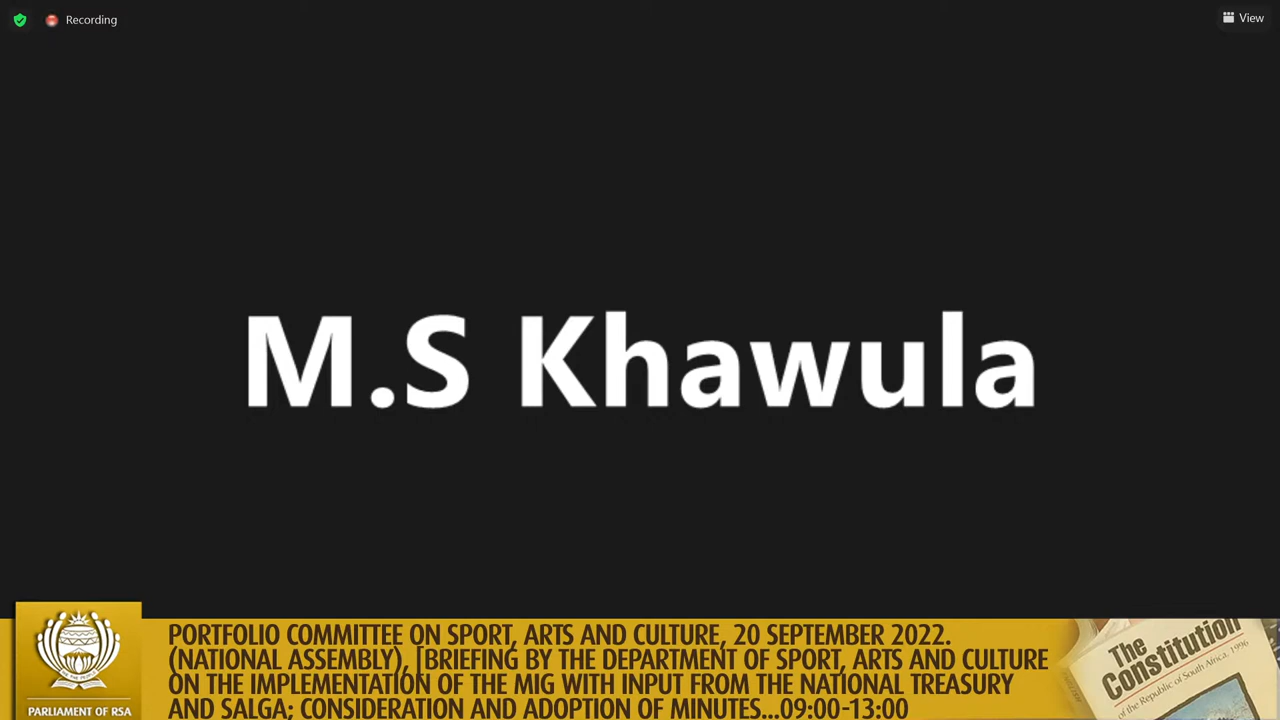 Recording
View
M.S Khawula
PORTFOLIO COMMITTEE ON SPORT, ARTS AND CULTURE, 20 SEPTEMBER 2022.
(NATIONAL ASSEMBLY), [BRIEFING BY THE DEPARTMENT OF SPORT, ARTS AND CULTURE
ON THE IMPLEMENTATION OF THE MIG WITH INPUT FROM THE NATIONAL TREASURY
AND SALGA; CONSIDERATION AND ADOPTION OF MINUTES...09:00-13:00
PARLIAMENT OF RSA
The
Constitution
of the Republic of South Africa, 1996